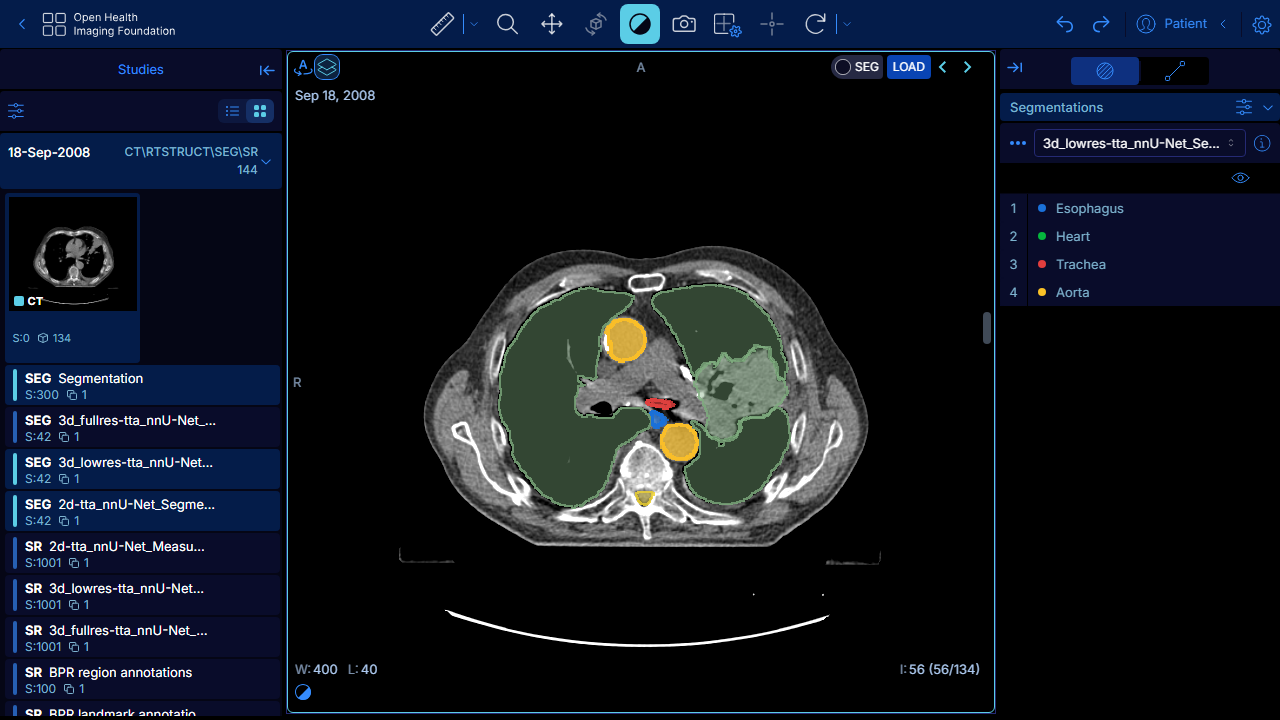 Open Health
Imaging Foundation
Patient
Studies
18-Sep-2008
CT\RTSTRUCT\SEG\SR
144
CT
S:0 134
SEG Segmentation
S:300 1
SEG 3d_fullres-tta_nnU-Net_...
S:42 1
SEG 3d_lowres-tta_nnU-Net...
S:42 1
SEG 2d-tta_nnU-Net_Segme...
S:42 1
SR 2d-tta_nnU-Net_Measu...
S:1001 1
SR 3d_lowres-tta_nnU-Net...
S:1001 1
SR 3d_fullres-tta_nnU-Net_...
S:1001 1
SR BPR region annotations
S:100 1
SR BPR landmark annotatio
A
A
SEG LOAD
Sep 18, 2008
R
W:400 L:40
I:56 (56/134)
Segmentations
3d_lowres-tta_nnU-Net_Se...
1 Esophagus
2 Heart
3 Trachea
4 Aorta